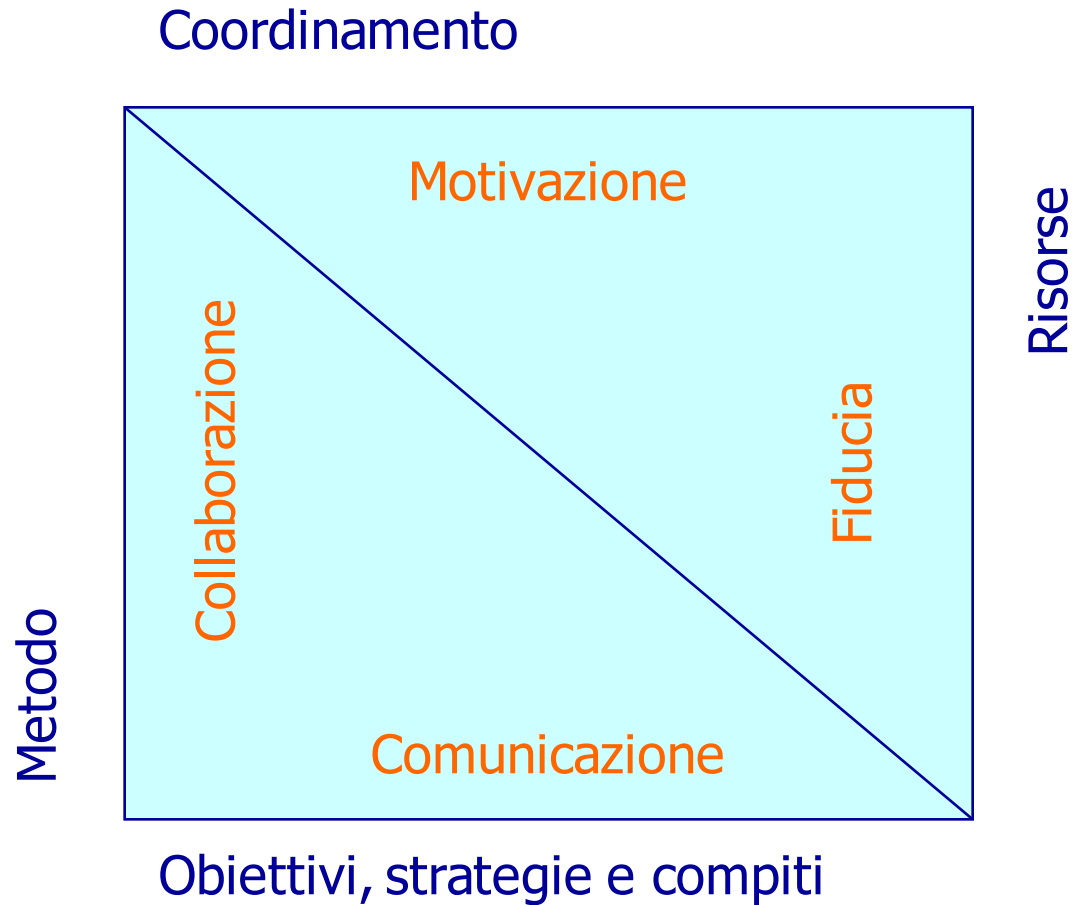 Coordinamento
Motivazione
Risorse
Collaborazione
Fiducia
Metodo
Comunicazione
Obiettivi, strategie e compiti